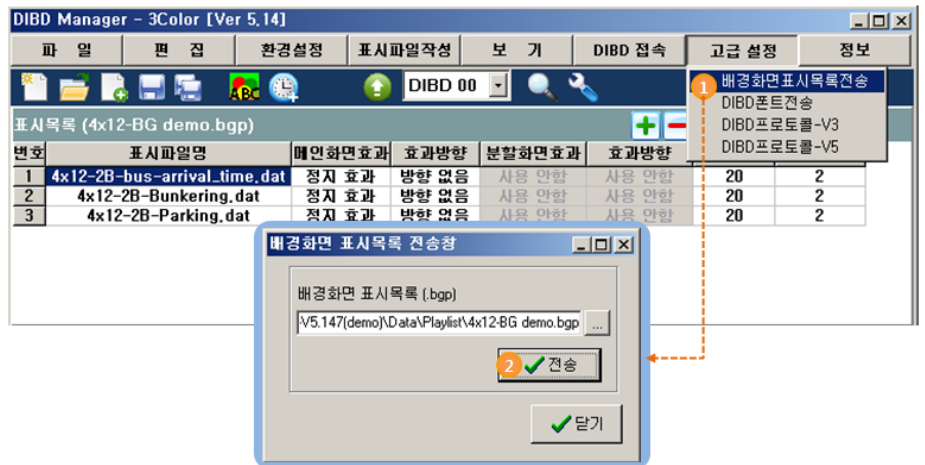 DIBD Manager - 3Color [Ver 5,14]
파 일 편 집 환경설정 표시파일작성 보 기 DIBD 접속 고급 설정 정보
DIBD 00
1 배경화면표시목록전송
DIBD폰트전송
DIBD프로토콜-V3
DIBD프로토콜-V5
표시목록 (4x12-BG demo.bgp)
번호 표시파일명 메인화면효과 효과방향 분할화면효과 효과방향
1 4x12-2B-bus-arrival_time.dat 정지 효과 방향 없음 사용 안함 사용 안함 20 2
2 4x12-2B-Bunkering.dat 정지 효과 방향 없음 사용 안함 사용 안함 20 2
3 4x12-2B-Parking.dat 정지 효과 방향 없음 사용 안함 사용 안함 20 2
배경화면 표시목록 전송창
배경화면 표시목록 (.bgp)
-V5.147(demo)\Data\Playlist\4x12-BG demo.bgp ...
2 전송
닫기